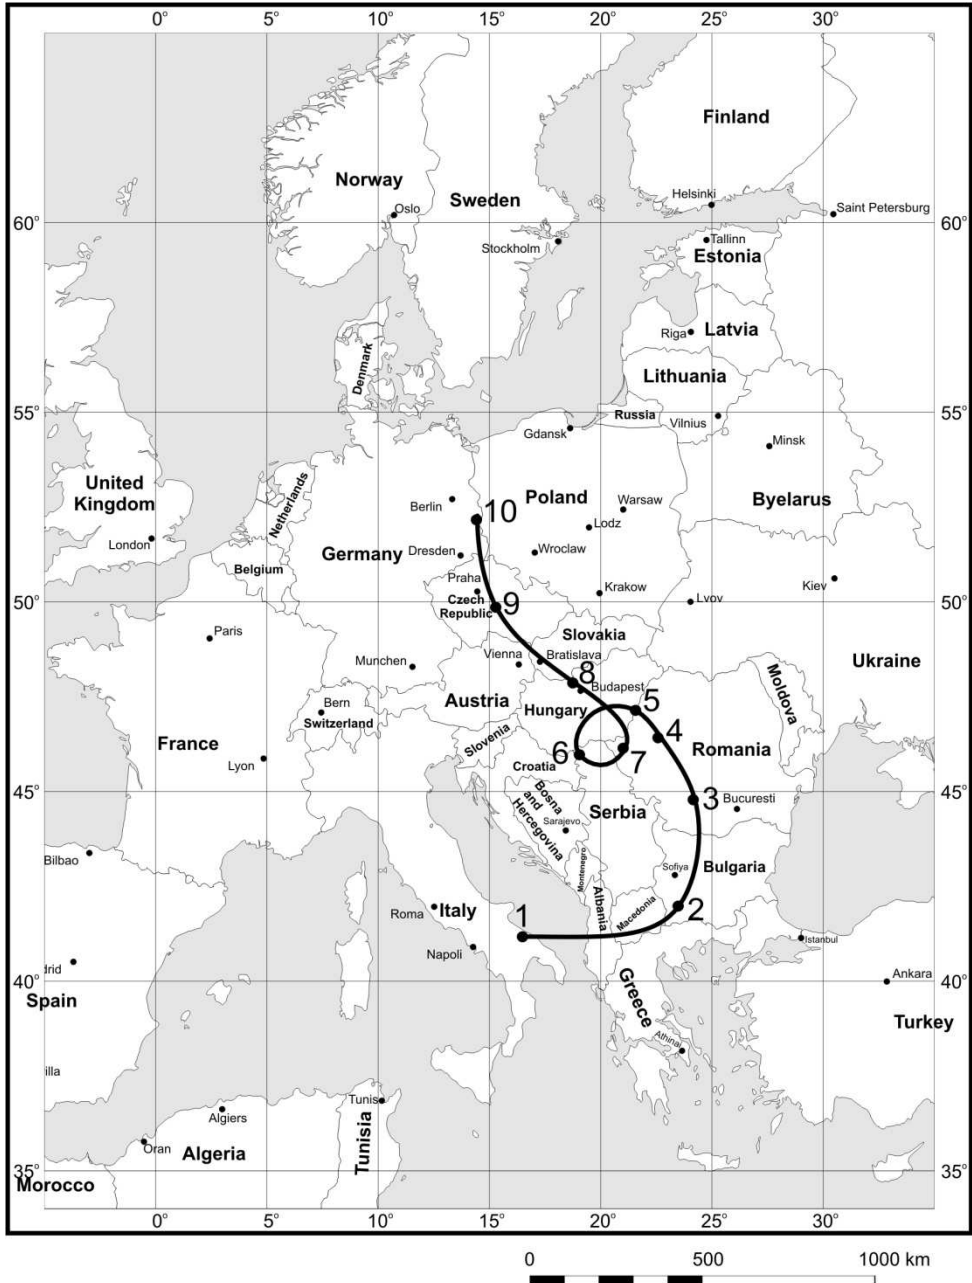 0° 5° 10° 15° 20° 25° 30°
Finland
Norway
Sweden
Helsinki
Oslo
Saint Petersburg
60° 60°
Stockholm
Tallinn
Estonia
Riga
Latvia
Denmark
Lithuania
55° 55°
Russia
Vilnius
Gdansk
Minsk
United
Kingdom
Netherlands
Poland
Byelarus
10
Berlin
Warsaw
Lodz
London
Germany
Dresden
Wroclaw
Belgium
Praha
Krakow
Kiev
Czech
Republic
9
50° 50°
Lvov
Paris
Slovakia
Vienna
Bratislava
Ukraine
Munchen
8
Budapest
Moldova
Austria
Hungary
5
Bern
Switzerland
4
France
Slovenia
6
7
Romania
Lyon
Croatia
45° 45°
3
Bucuresti
Bosna
and
Hercegovina
Serbia
Sarajevo
Bilbao
Montenegro
Sofiya
Bulgaria
Albania
Macedonia
2
Roma
Italy
1
Napoli
Istanbul
drid
40° 40°
Ankara
Spain
Greece
Turkey
Athinai
illa
Tunis
Algiers
Oran
Algeria
Tunisia
35° 35°
Morocco
0° 5° 10° 15° 20° 25° 30°
0 500 1000 km